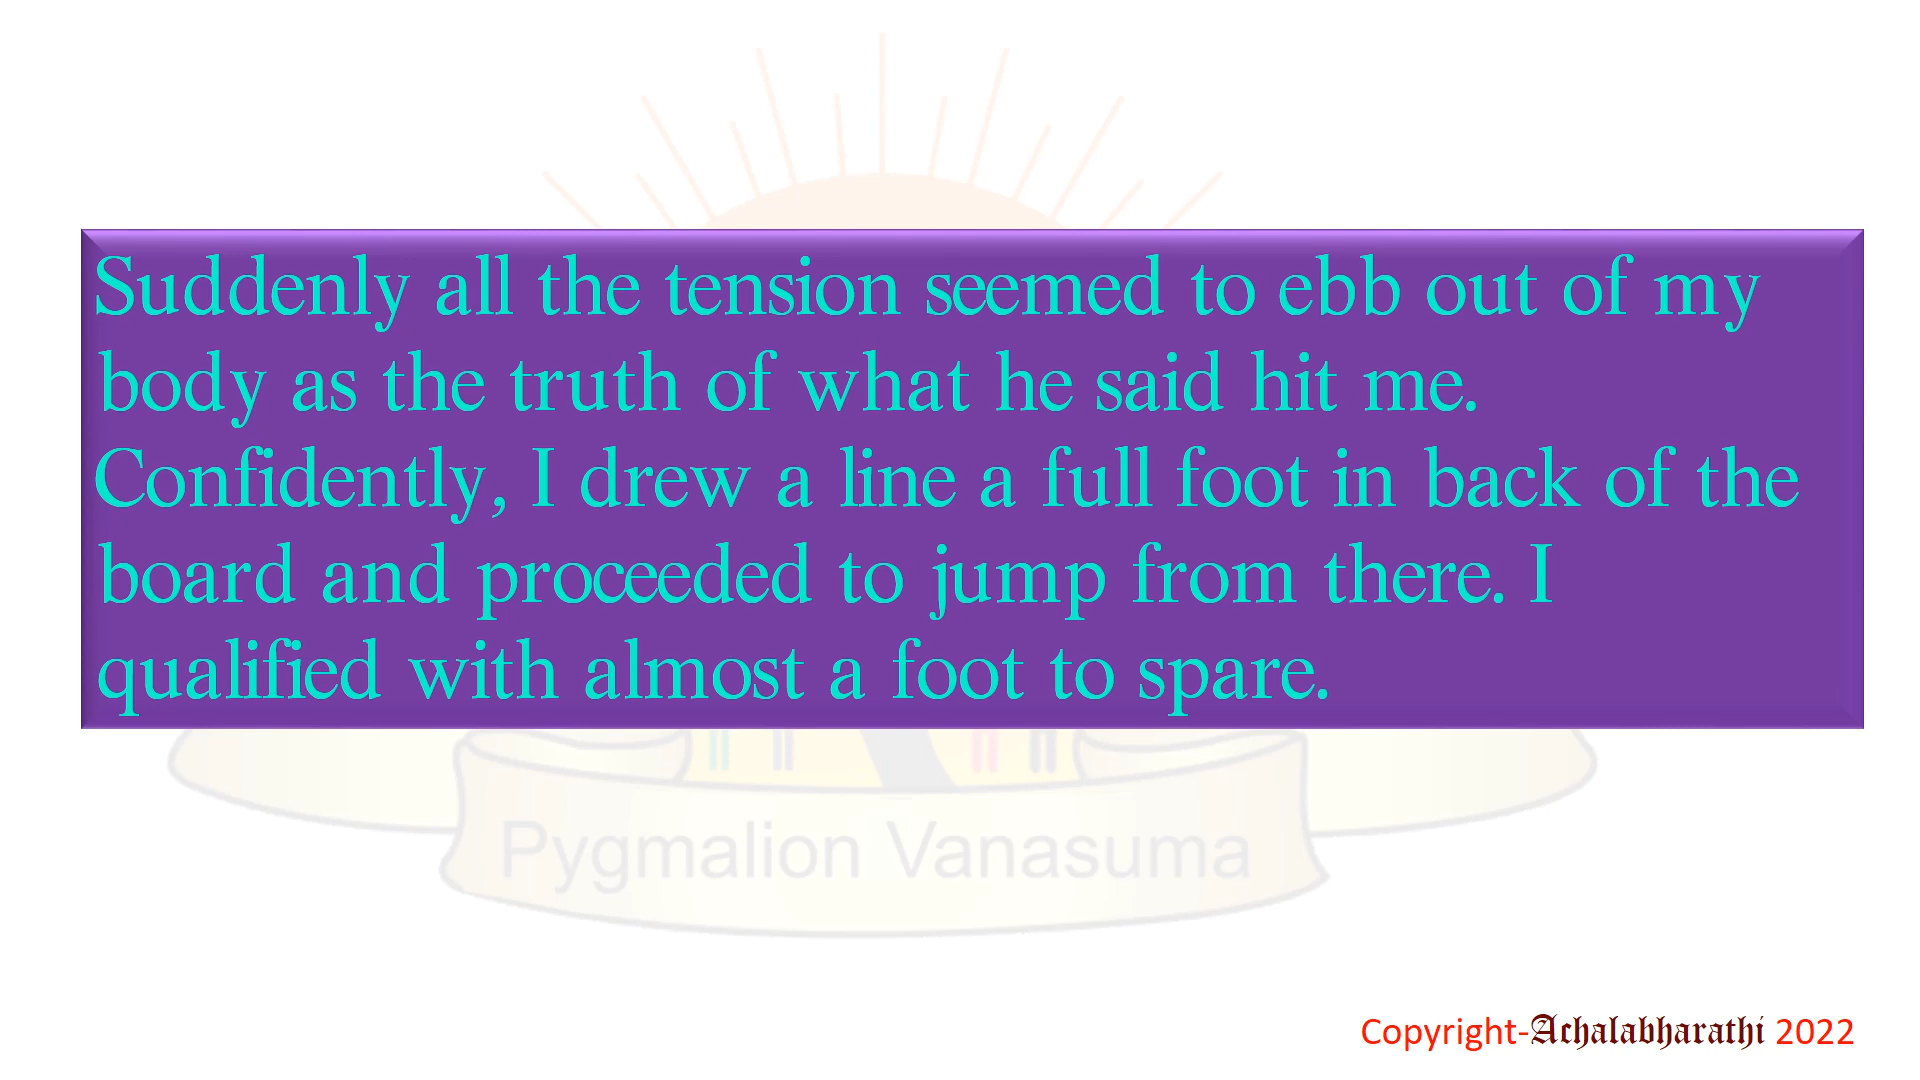 Suddenly all the tension seemed to ebb out of my
body as the truth of what he said hit me.
Confidently, I drew a line a full foot in back of the
board and proceeded to jump from there. I
qualified with almost a foot to spare.
Pygmalion Vanasuma
Copyright-Achalabharathi 2022